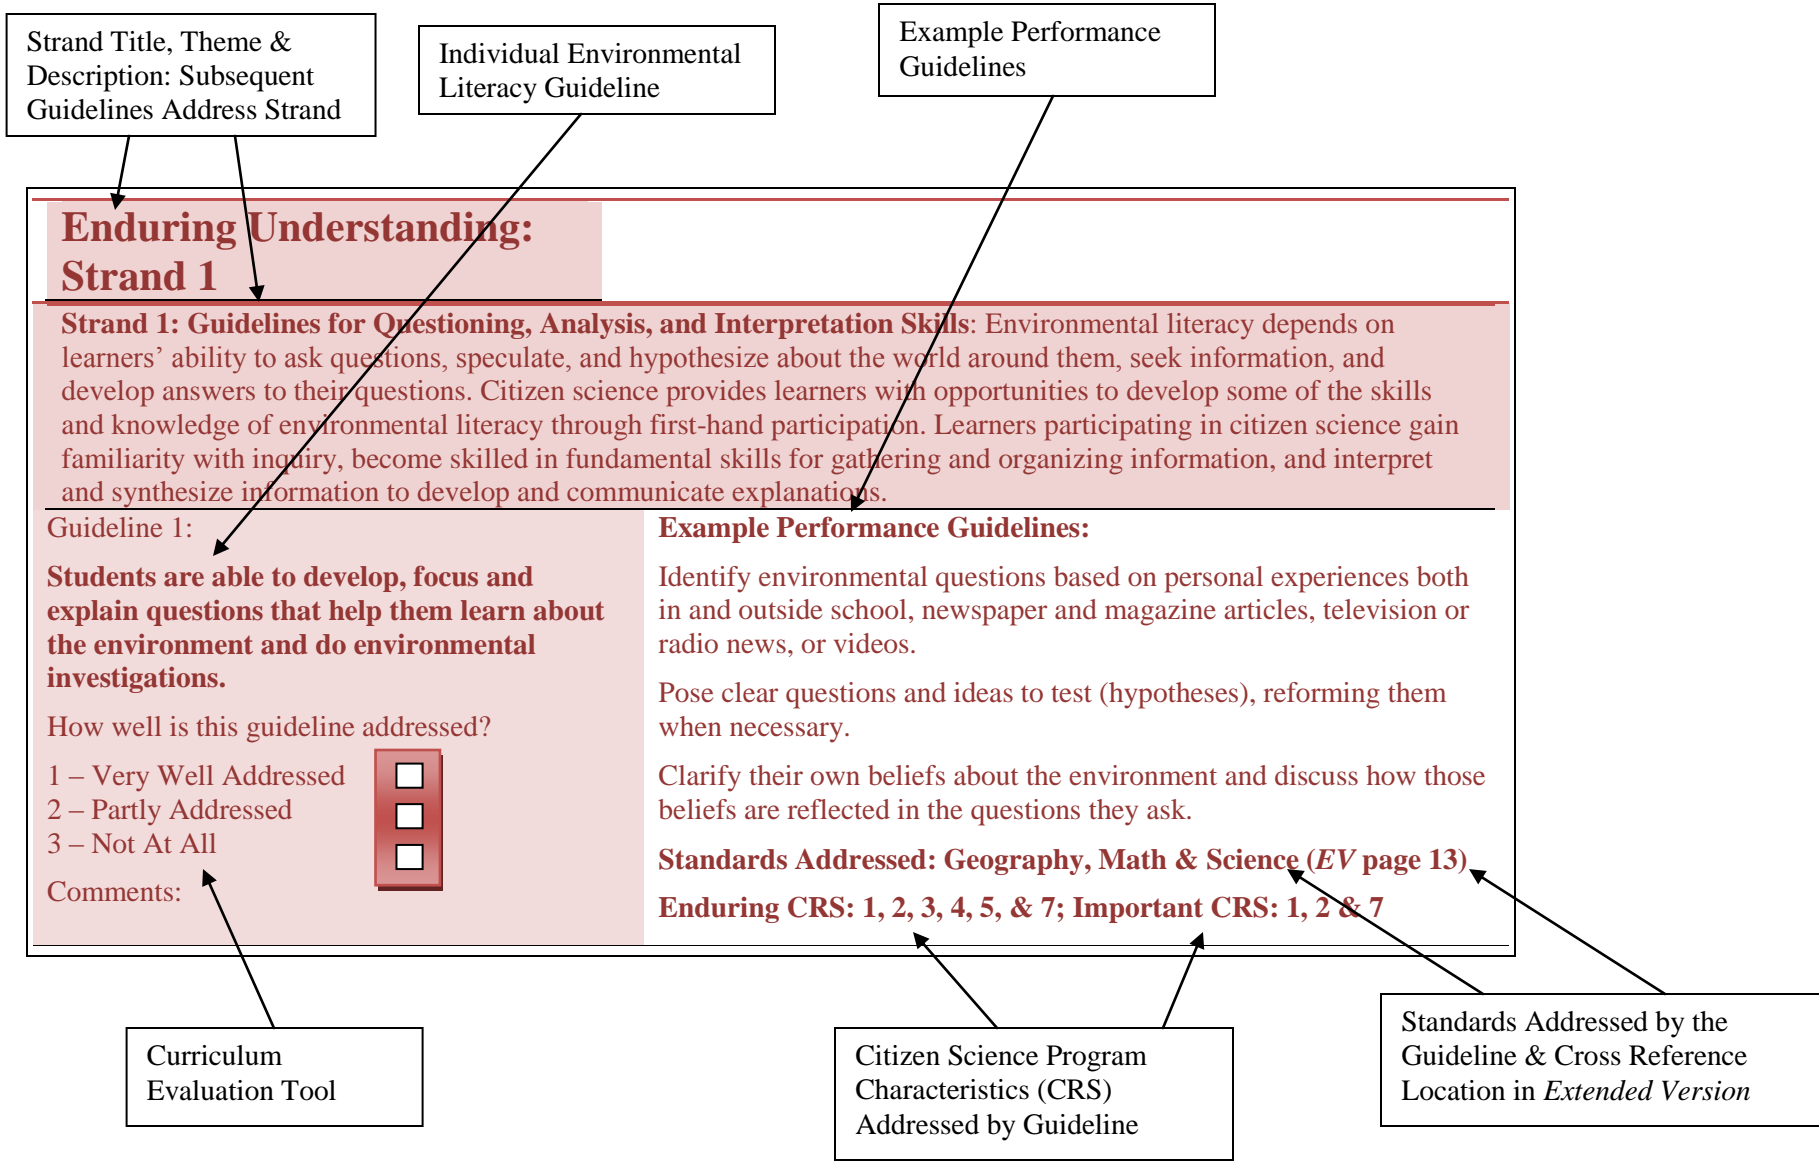 Strand Title, Theme &
Description: Subsequent
Guidelines Address Strand
Individual Environmental
Literacy Guideline
Example Performance
Guidelines
Enduring Understanding:
Strand 1
Strand 1: Guidelines for Questioning, Analysis, and Interpretation Skills: Environmental literacy depends on
learners’ ability to ask questions, speculate, and hypothesize about the world around them, seek information, and
develop answers to their questions. Citizen science provides learners with opportunities to develop some of the skills
and knowledge of environmental literacy through first-hand participation. Learners participating in citizen science gain
familiarity with inquiry, become skilled in fundamental skills for gathering and organizing information, and interpret
and synthesize information to develop and communicate explanations.
Guideline 1:
Students are able to develop, focus and
explain questions that help them learn about
the environment and do environmental
investigations.
How well is this guideline addressed?
1 – Very Well Addressed
2 – Partly Addressed
3 – Not At All
Comments:
Example Performance Guidelines:
Identify environmental questions based on personal experiences both
in and outside school, newspaper and magazine articles, television or
radio news, or videos.
Pose clear questions and ideas to test (hypotheses), reforming them
when necessary.
Clarify their own beliefs about the environment and discuss how those
beliefs are reflected in the questions they ask.
Standards Addressed: Geography, Math & Science (EV page 13)
Enduring CRS: 1, 2, 3, 4, 5, & 7; Important CRS: 1, 2 & 7
Curriculum
Evaluation Tool
Citizen Science Program
Characteristics (CRS)
Addressed by Guideline
Standards Addressed by the
Guideline & Cross Reference
Location in Extended Version